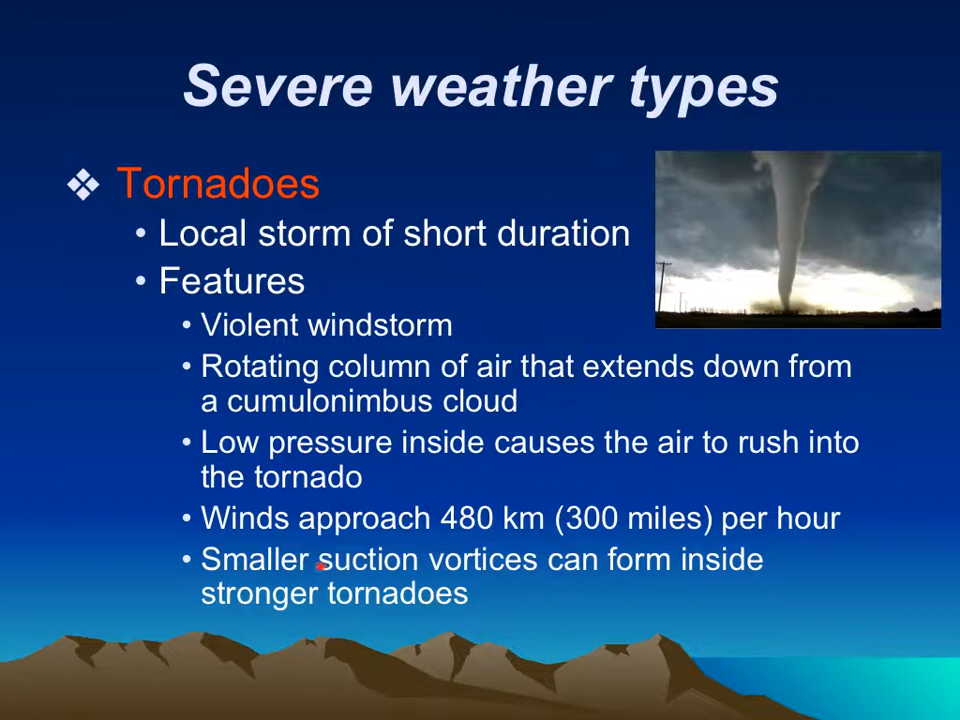 Severe weather types
❖ Tornadoes
• Local storm of short duration
• Features
• Violent windstorm
• Rotating column of air that extends down from
a cumulonimbus cloud
• Low pressure inside causes the air to rush into
the tornado
• Winds approach 480 km (300 miles) per hour
• Smaller suction vortices can form inside
stronger tornadoes